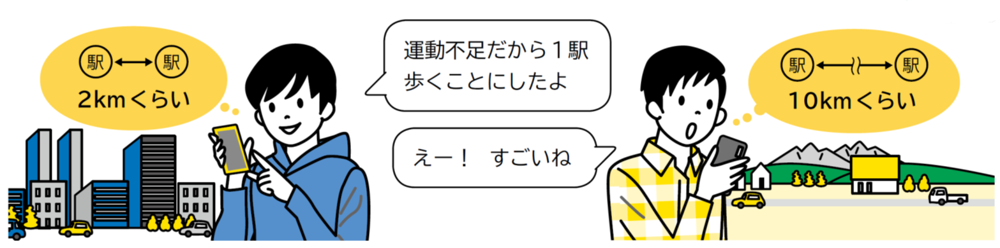 駅 駅
2kmくらい
運動不足だから1駅
歩くことにしたよ
えー！ すごいね
駅 駅
10kmくらい